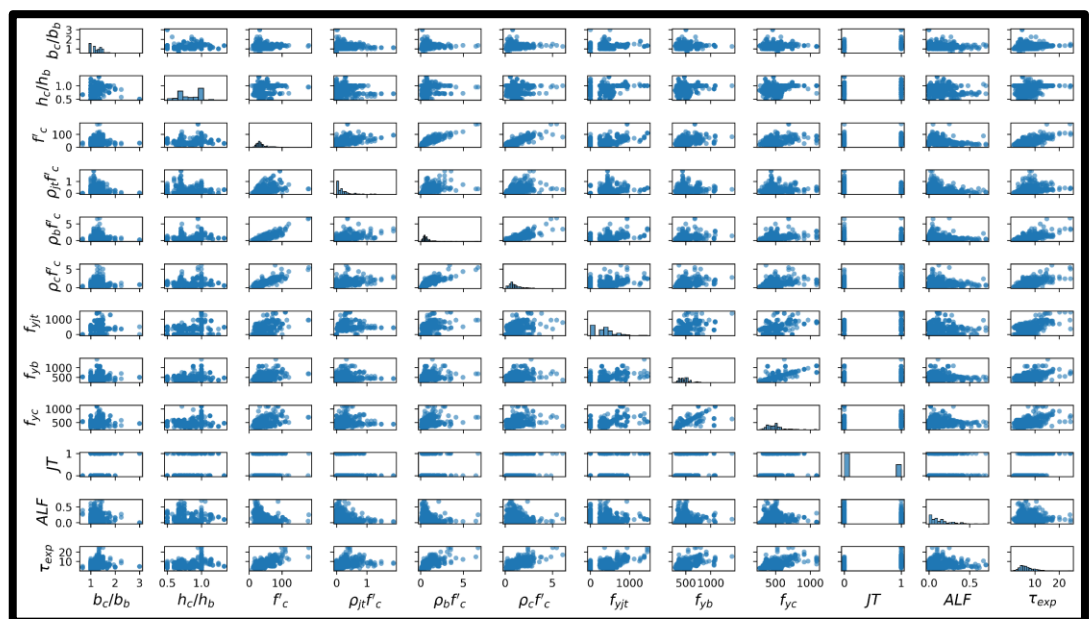 b_c/b_b 3 2 1
h_c/h_b 1.0 0.5
f'_c 100 0
ρ_jt f'_c 1 0
ρ_b f'_c 5 0
ρ_c f'_c 5 0
f_yjt 1000 0
f_yb 1000 500
f_yc 1000 500
JT 1 0
ALF 0.5 0.0
τ_exp 20 10
1 2 3 0.5 1.0 0 100 0 1 0 5 0 5 0 1000 500 1000 500 1000 0 1 0.0 0.5 10 20
b_c/b_b h_c/h_b f'_c ρ_jt f'_c ρ_b f'_c ρ_c f'_c f_yjt f_yb f_yc JT ALF τ_exp